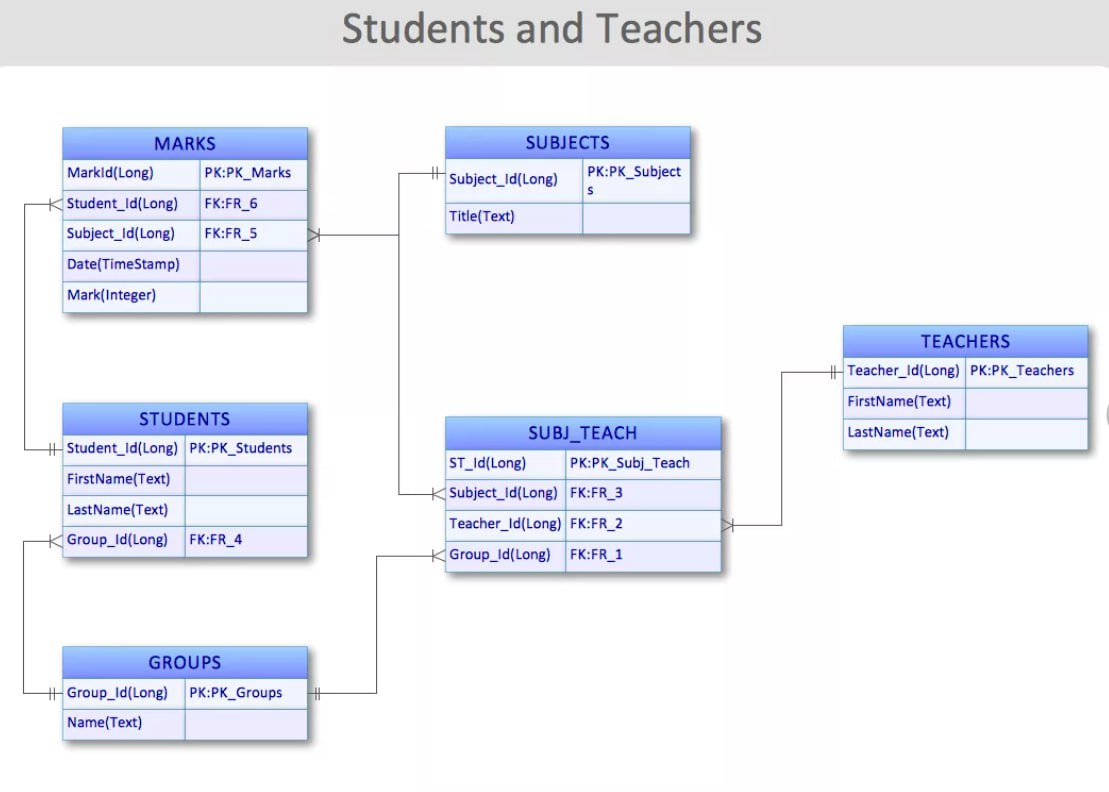 Students and Teachers
MARKS
MarkId(Long) PK:PK_Marks
Student_Id(Long) FK:FR_6
Subject_Id(Long) FK:FR_5
Date(TimeStamp)
Mark(Integer)
SUBJECTS
Subject_Id(Long) PK:PK_Subject
s
Title(Text)
TEACHERS
Teacher_Id(Long) PK:PK_Teachers
FirstName(Text)
LastName(Text)
STUDENTS
Student_Id(Long) PK:PK_Students
FirstName(Text)
LastName(Text)
Group_Id(Long) FK:FR_4
SUBJ_TEACH
ST_Id(Long) PK:PK_Subj_Teach
Subject_Id(Long) FK:FR_3
Teacher_Id(Long) FK:FR_2
Group_Id(Long) FK:FR_1
GROUPS
Group_Id(Long) PK:PK_Groups
Name(Text)